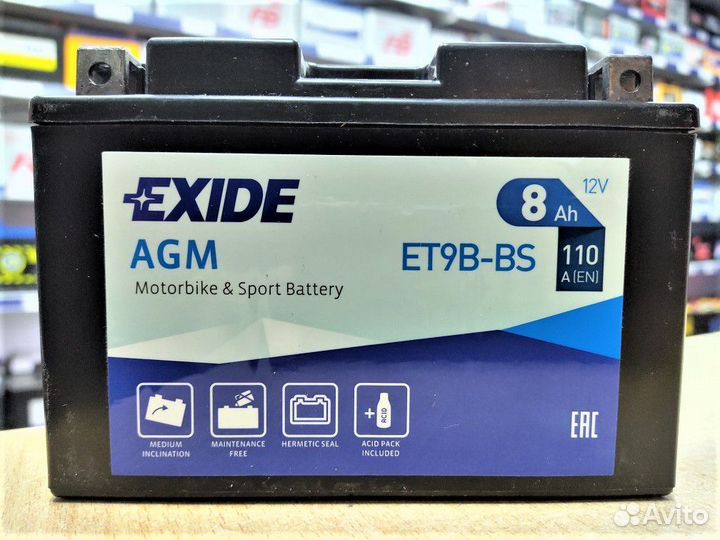 EXIDE
8 Ah
12V
AGM
ET9B-BS
110
A (EN)
Motorbike & Sport Battery
MEDIUM
INCLINATION
MAINTENANCE
FREE
HERMETIC SEAL
ACID
ACID PACK
INCLUDED
EAC
Avito